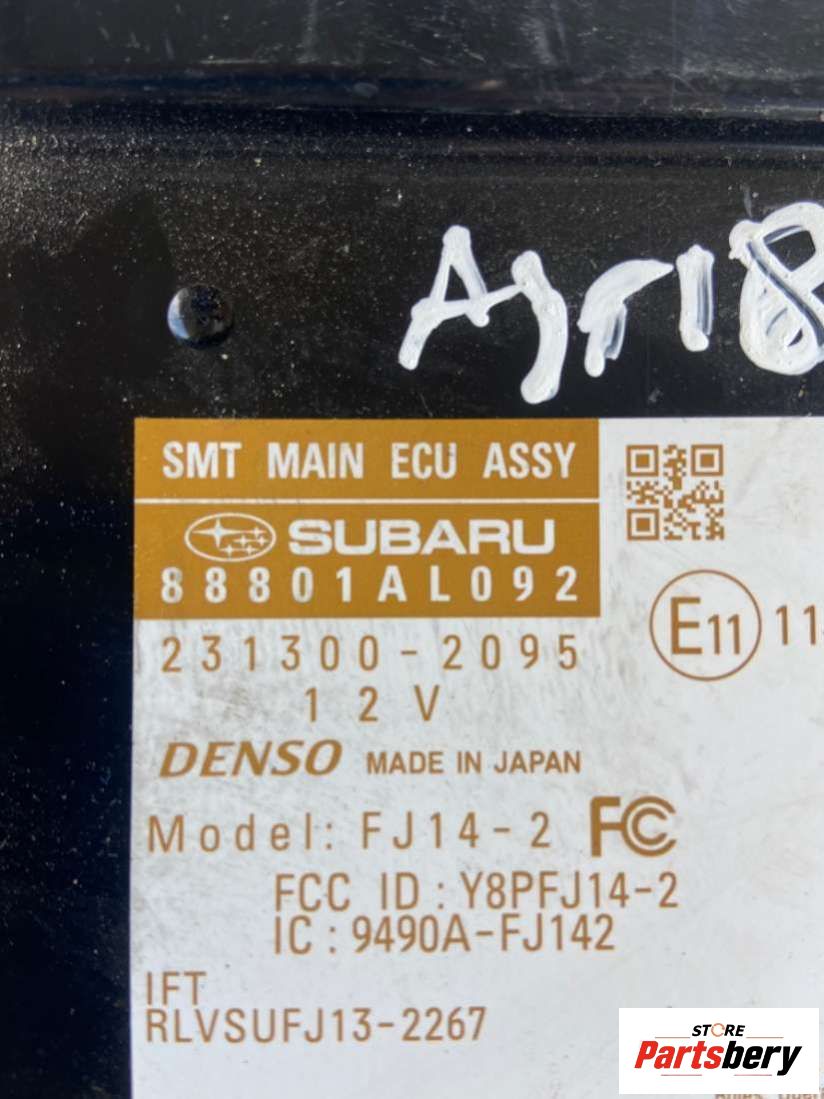 SMT MAIN ECU ASSY
SUBARU
88801AL092
E11
231300-2095
12V
DENSO MADE IN JAPAN
Model: FJ14-2 FC
FCC ID : Y8PFJ14-2
IC : 9490A-FJ142
IFT
RLVSUFJ13-2267
STORE
Partsbery